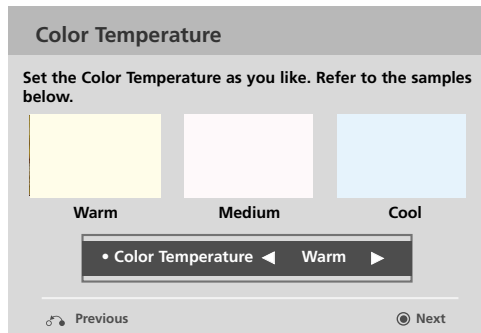 Color Temperature
Set the Color Temperature as you like. Refer to the samples
below.
Warm Medium Cool
• Color Temperature ◀ Warm ▶
Previous Next